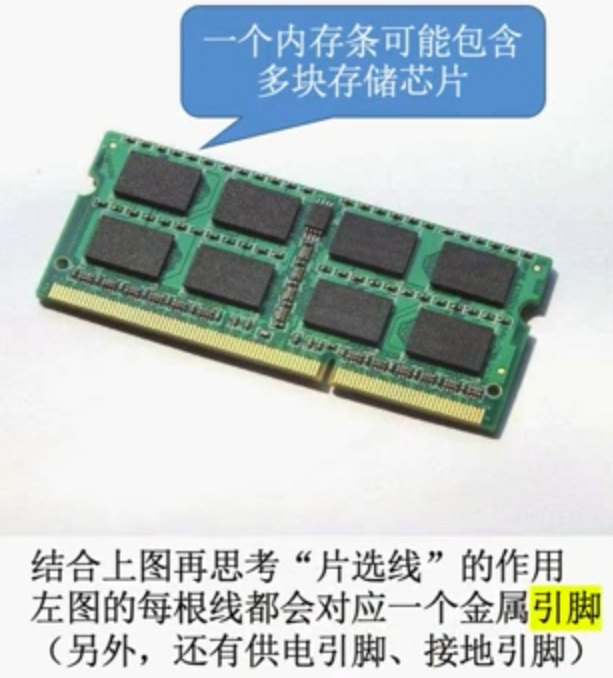 一个内存条可能包含
多块存储芯片
结合上图再思考“片选线”的作用
左图的每根线都会对应一个金属引脚
（另外，还有供电引脚、接地引脚）